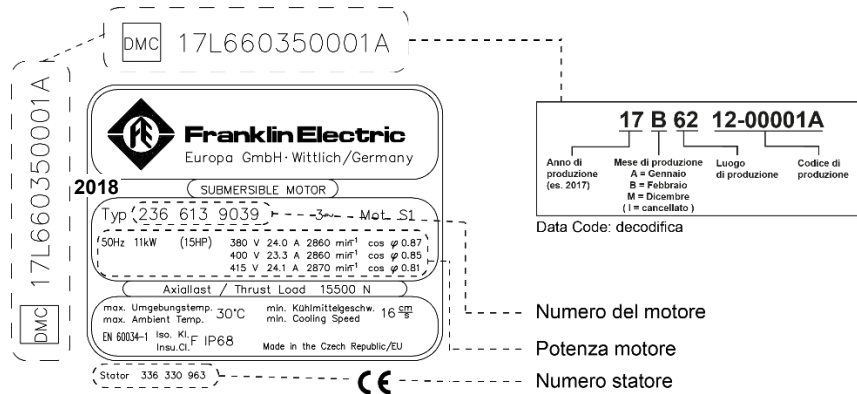 DMC 17L660350001A
DMC 17L660350001A
FE
Franklin Electric
Europa GmbH·Wittlich/Germany
2018
SUBMERSIBLE MOTOR
Typ 236 613 9039 3~ Mot. S1
50Hz 11kW (15HP) 380 V 24.0 A 2860 min⁻¹ cos φ 0.87
400 V 23.3 A 2860 min⁻¹ cos φ 0.85
415 V 24.1 A 2870 min⁻¹ cos φ 0.81
Axiallast / Thrust Load 15500 N
max. Umgebungstemp. 30°C min. Kühlmittelgeschw. 16 cm/s
max. Ambient Temp. min. Cooling Speed
EN 60034-1 Iso. Kl. F IP68 Made in the Czech Republic/EU
Insu.Cl.
Stator 336 330 963
CE
17 B 62 12-00001A
Anno di produzione (es. 2017)
Mese di produzione
A = Gennaio
B = Febbraio
M = Dicembre
( I = cancellato )
Luogo di produzione
Codice di produzione
Data Code: decodifica
Numero del motore
Potenza motore
Numero statore